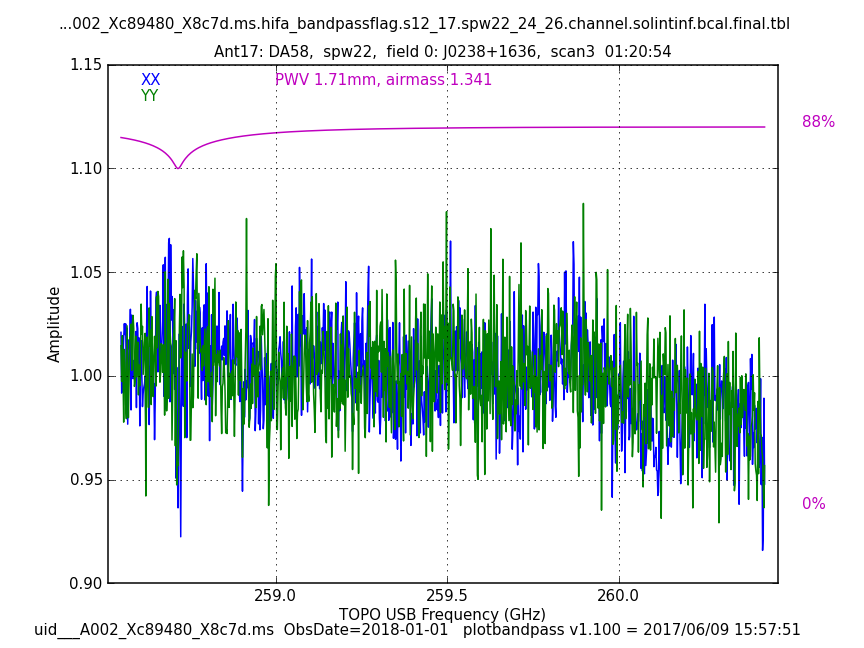 ...002_Xc89480_X8c7d.ms.hifa_bandpassflag.s12_17.spw22_24_26.channel.solintinf.bcal.final.tbl
Ant17: DA58,  spw22,  field 0: J0238+1636,  scan3  01:20:54
1.15
XX
PWV 1.71mm, airmass 1.341
YY
88%
1.10
1.05
Amplitude
1.00
0.95
0%
0.90
259.0
259.5
260.0
TOPO USB Frequency (GHz)
uid___A002_Xc89480_X8c7d.ms  ObsDate=2018-01-01   plotbandpass v1.100 = 2017/06/09 15:57:51